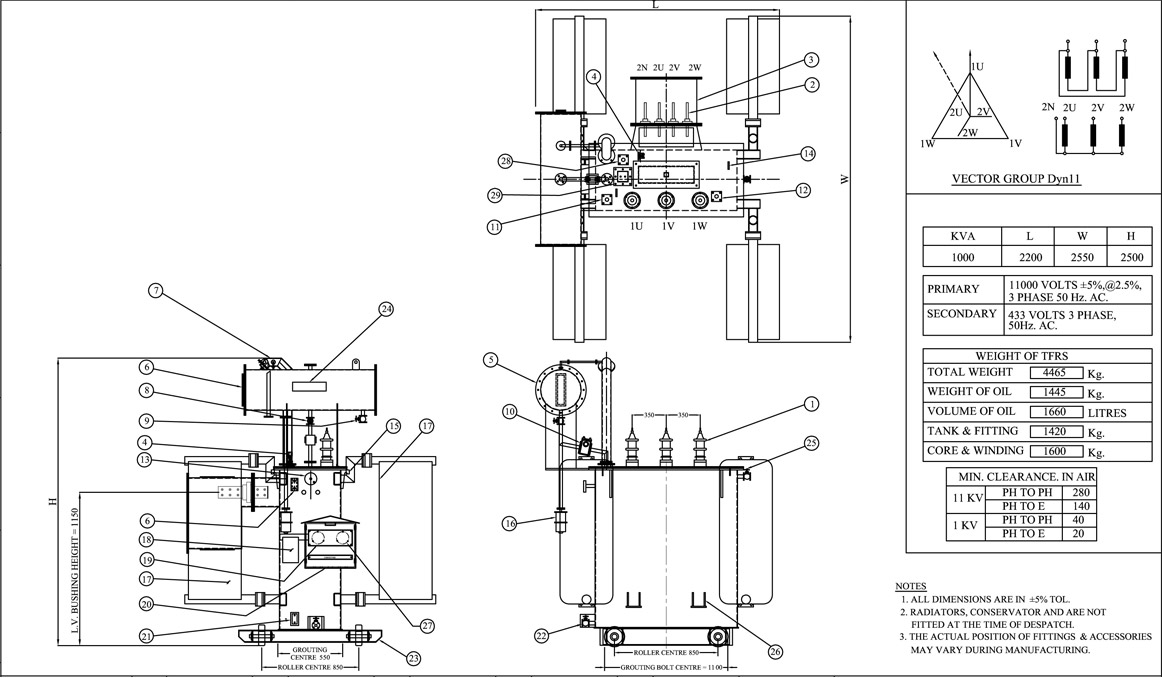 L
W
2N 2U 2V 2W
3
2
4
28
29
11
14
12
1U 1V 1W
1U
2U 2V
2W
1W 1V
2N 2U 2V 2W
VECTOR GROUP Dyn11
KVA L W H
1000 2200 2550 2500
PRIMARY 11000 VOLTS ±5%,@2.5%,
3 PHASE 50 Hz. AC.
SECONDARY 433 VOLTS 3 PHASE,
50Hz. AC.
WEIGHT OF TFRS
TOTAL WEIGHT 4465 Kg.
WEIGHT OF OIL 1445 Kg.
VOLUME OF OIL 1660 LITRES
TANK & FITTING 1420 Kg.
CORE & WINDING 1600 Kg.
MIN. CLEARANCE. IN AIR
11 KV PH TO PH 280
PH TO E 140
1 KV PH TO PH 40
PH TO E 20
NOTES
1. ALL DIMENSIONS ARE IN ±5% TOL.
2. RADIATORS, CONSERVATOR AND ARE NOT
FITTED AT THE TIME OF DESPATCH.
3. THE ACTUAL POSITION OF FITTINGS & ACCESSORIES
MAY VARY DURING MANUFACTURING.
7
24
6
8
9
4
13
15
17
6
18
19
17
20
21
27
23
H
L.V. BUSHING HEIGHT = 1150
GROUTING
CENTRE 550
ROLLER CENTRE 850
5
10
350 350
1
25
16
22
26
ROLLER CENTRE 850
GROUTING BOLT CENTRE = 1100